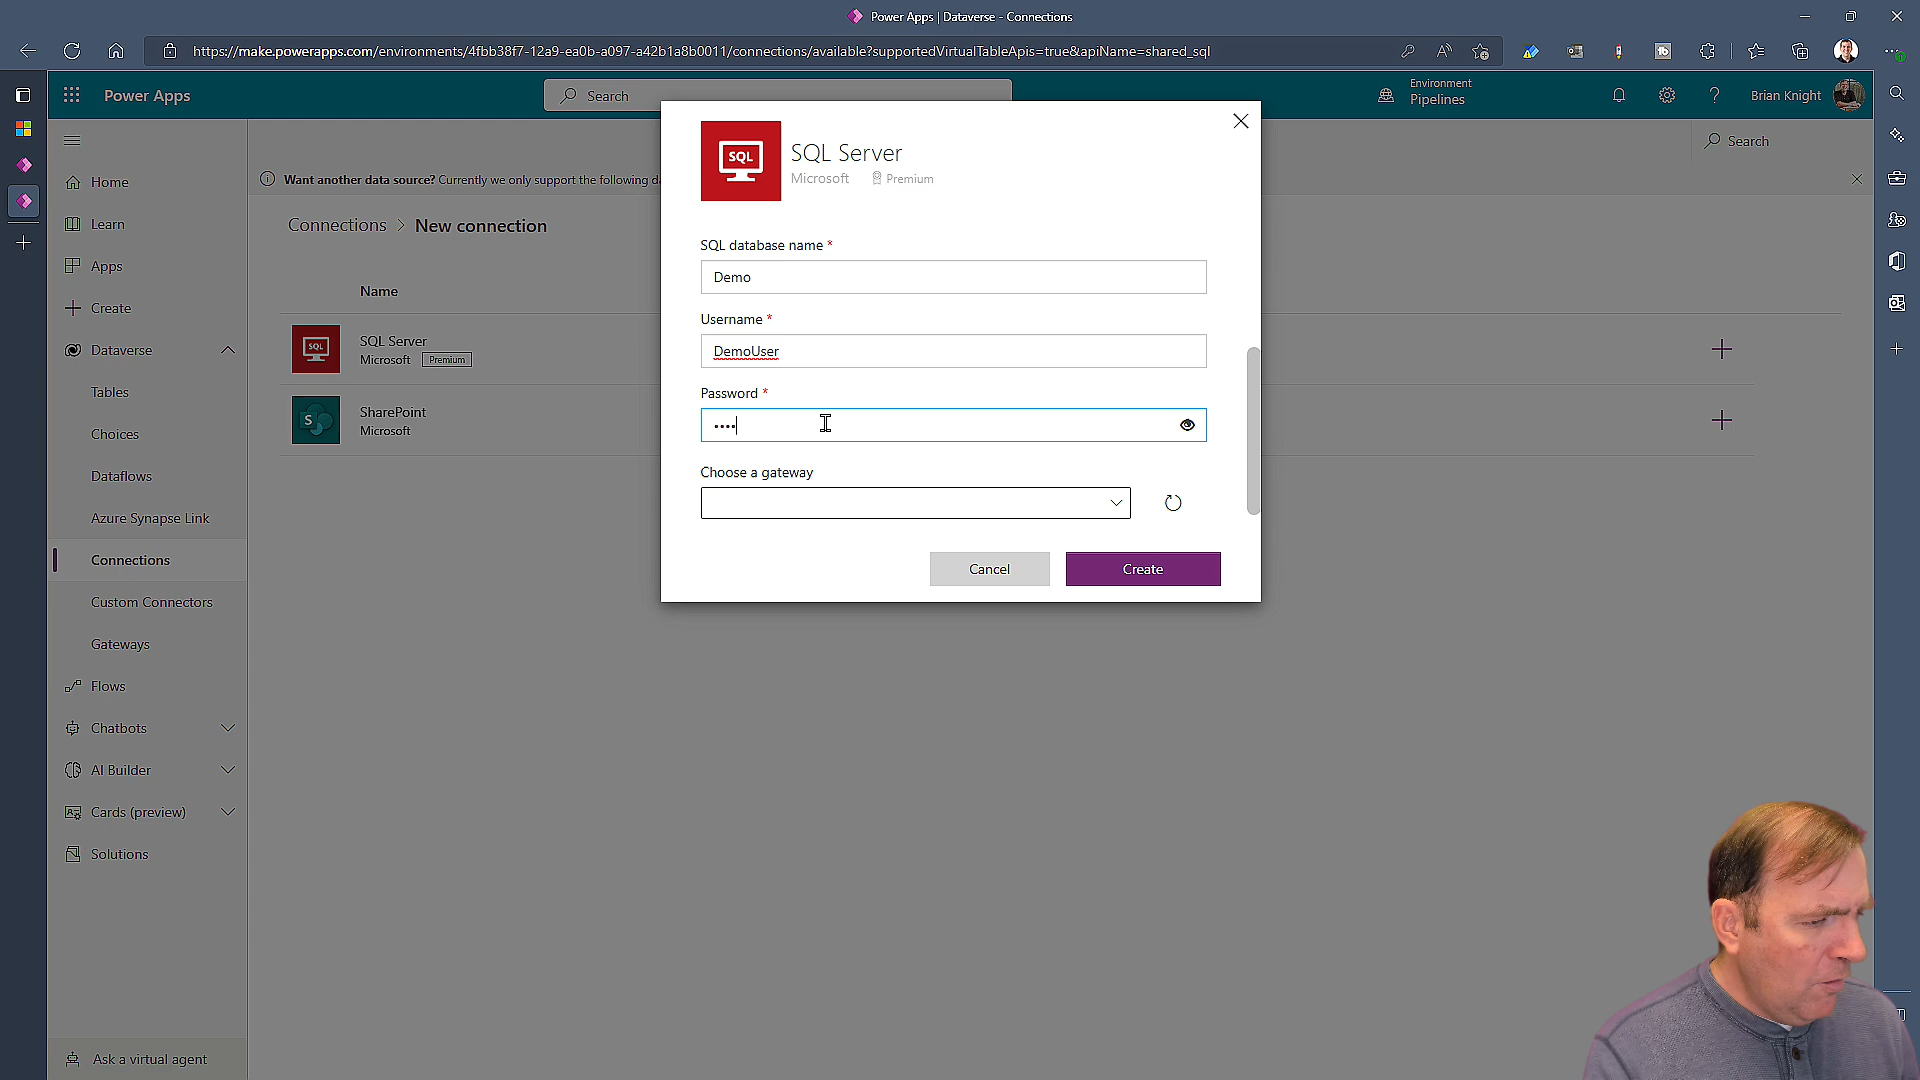 Power Apps | Dataverse - Connections
https://make.powerapps.com/environments/4fbb38f7-12a9-ea0b-a097-a42b1a8b0011/connections/available?supportedVirtualTableApis=true&apiName=shared_sql
Power Apps
Search
Environment
Pipelines
Brian Knight
Search
Want another data source? Currently we only support the following da
Connections > New connection
Name
SQL Server
Microsoft Premium
SharePoint
Microsoft
Home
Learn
Apps
Create
Dataverse
Tables
Choices
Dataflows
Azure Synapse Link
Connections
Custom Connectors
Gateways
Flows
Chatbots
AI Builder
Cards (preview)
Solutions
Ask a virtual agent
SQL
SQL Server
Microsoft Premium
SQL database name *
Demo
Username *
DemoUser
Password *
••••
Choose a gateway
Cancel
Create